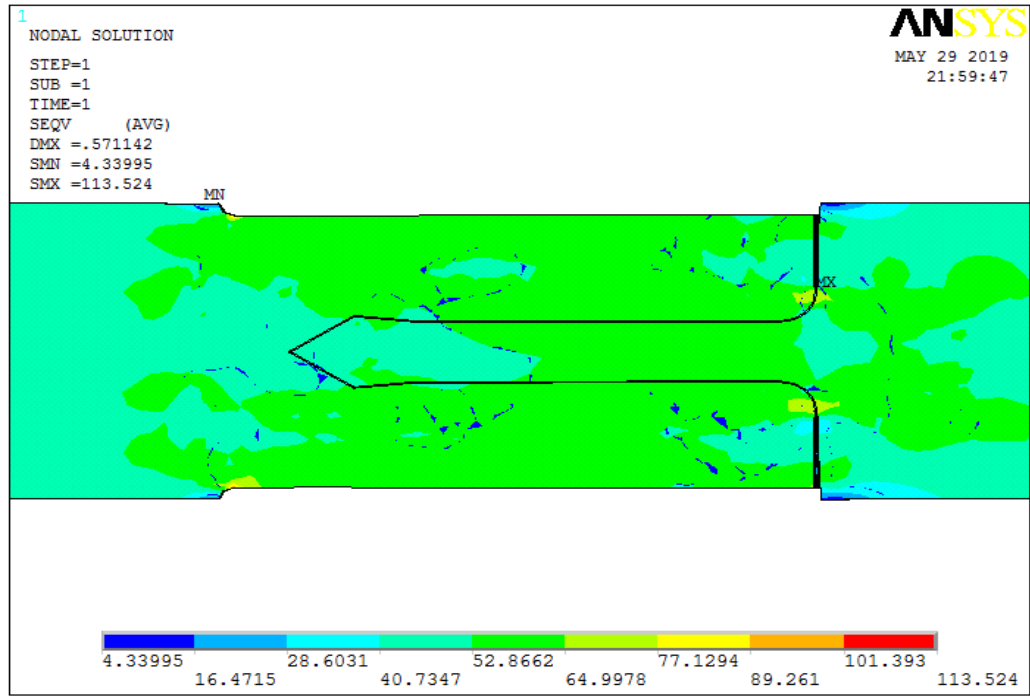 1
NODAL SOLUTION
STEP=1
SUB =1
TIME=1
SEQV (AVG)
DMX =.571142
SMN =4.33995
SMX =113.524
ANSYS
MAY 29 2019
21:59:47
MN
MX
4.33995 28.6031 52.8662 77.1294 101.393
16.4715 40.7347 64.9978 89.261 113.524